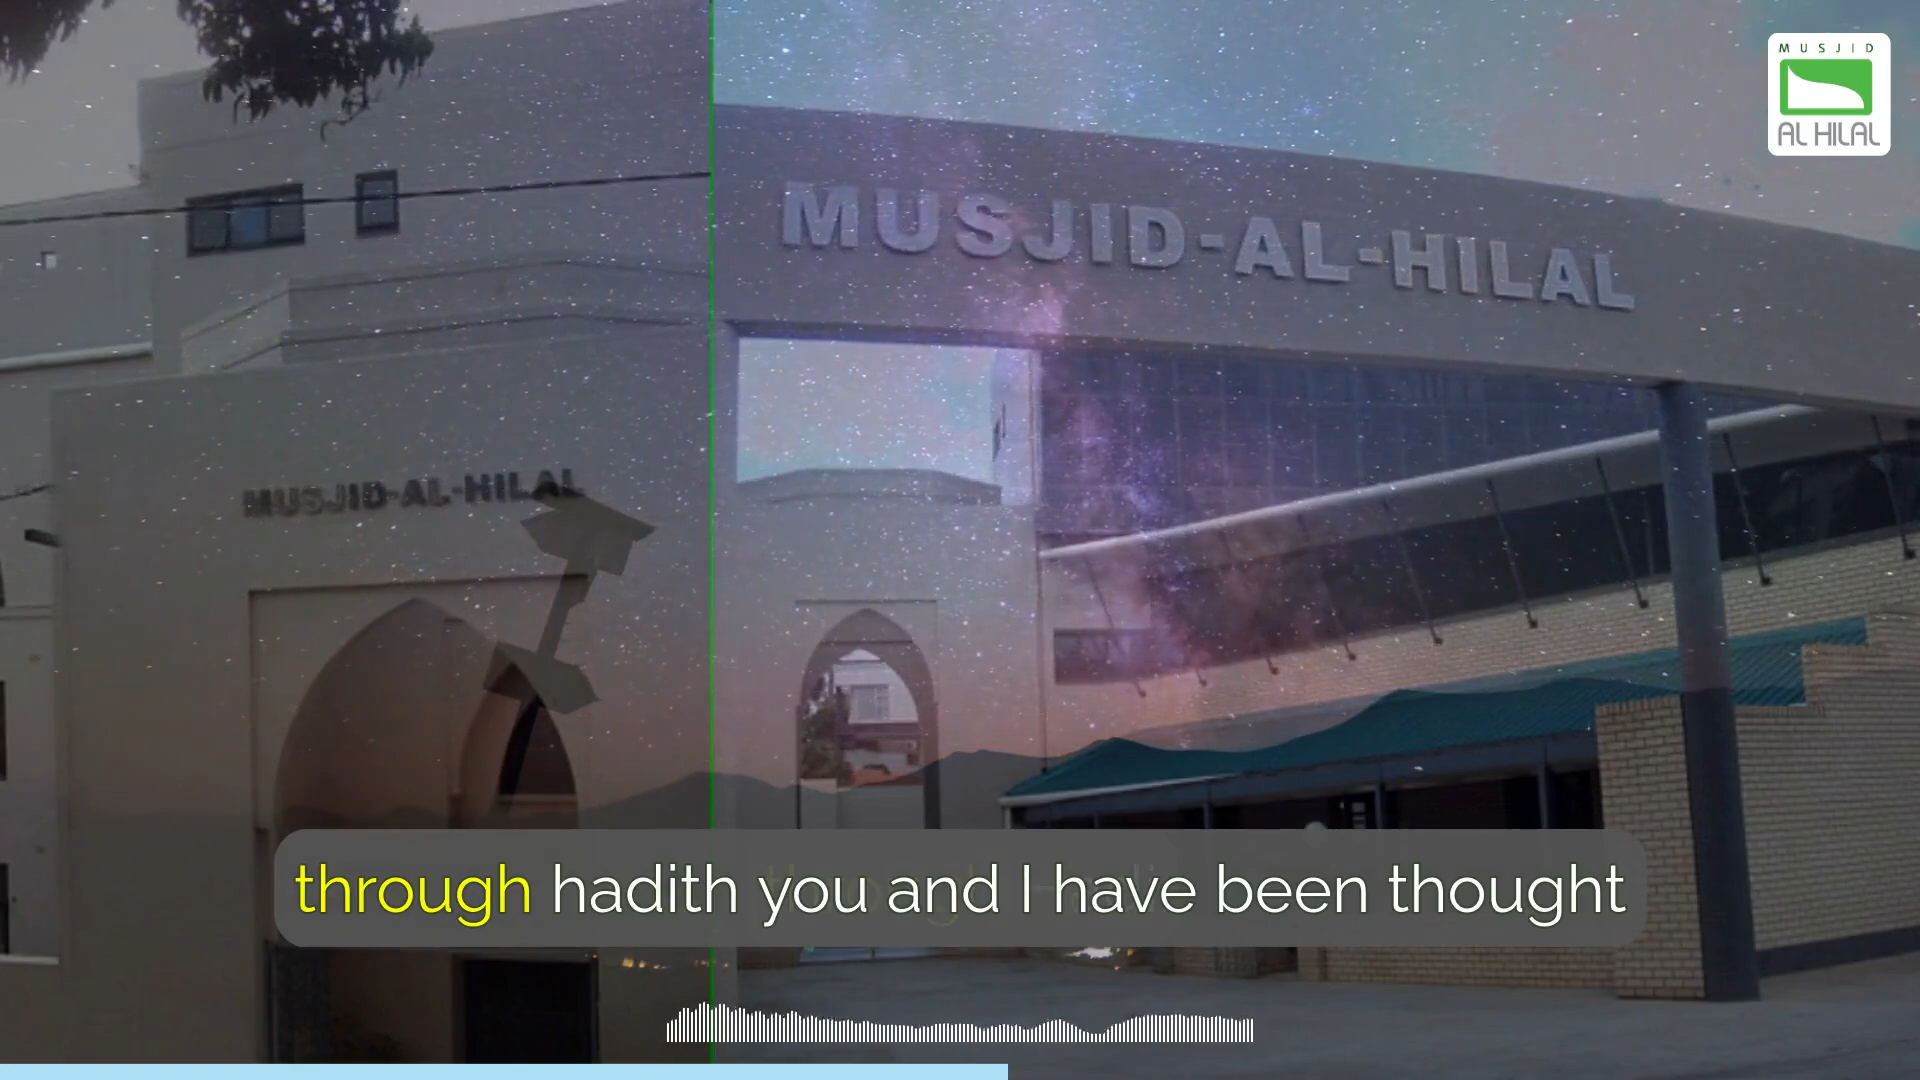 MUSJID
AL HILAL
MUSJID-AL-HILAL
MUSJID-AL-HILAL
through hadith you and I have been thought